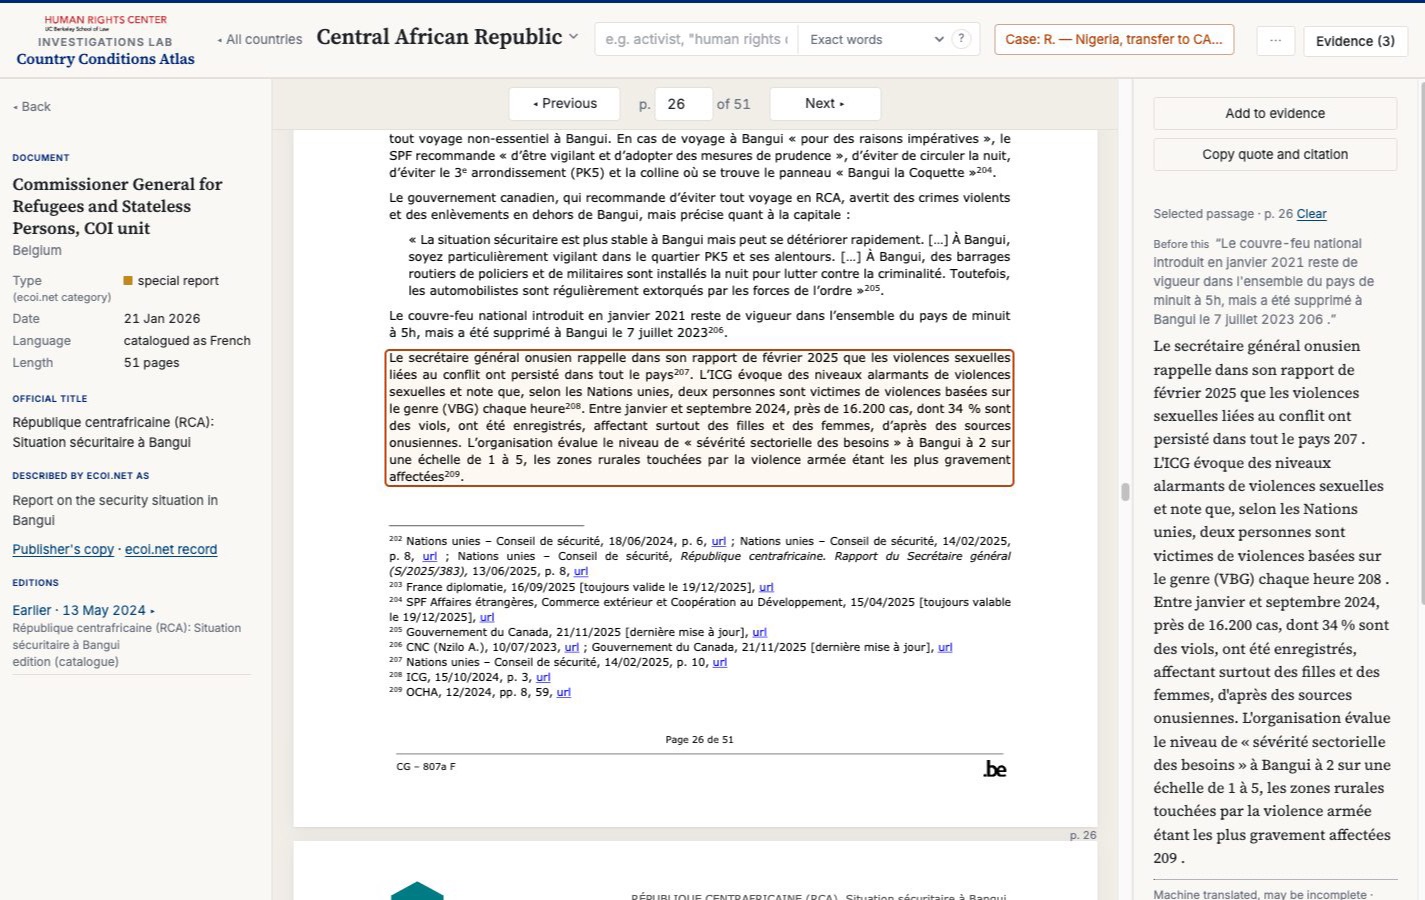 HUMAN RIGHTS CENTER
UC Berkeley School of Law
INVESTIGATIONS LAB
Country Conditions Atlas
All countries
Central African Republic
e.g. activist, "human rights
Exact words
?
Case: R. — Nigeria, transfer to CA...
...
Evidence (3)
Back
DOCUMENT
Commissioner General for
Refugees and Stateless
Persons, COI unit
Belgium
Type special report
(ecoi.net category)
Date 21 Jan 2026
Language catalogued as French
Length 51 pages
OFFICIAL TITLE
République centrafricaine (RCA):
Situation sécuritaire à Bangui
DESCRIBED BY ECOI.NET AS
Report on the security situation in
Bangui
Publisher's copy · ecoi.net record
EDITIONS
Earlier · 13 May 2024
République centrafricaine (RCA): Situation
sécuritaire à Bangui
edition (catalogue)
Previous
p. 26 of 51
Next
tout voyage non-essentiel à Bangui. En cas de voyage à Bangui « pour des raisons impératives », le
SPF recommande « d'être vigilant et d'adopter des mesures de prudence », d'éviter de circuler la nuit,
d'éviter le 3e arrondissement (PK5) et la colline où se trouve le panneau « Bangui la Coquette »204.
Le gouvernement canadien, qui recommande d'éviter tout voyage en RCA, avertit des crimes violents
et des enlèvements en dehors de Bangui, mais précise quant à la capitale :
« La situation sécuritaire est plus stable à Bangui mais peut se détériorer rapidement. [...] À Bangui,
soyez particulièrement vigilant dans le quartier PK5 et ses alentours. [...] À Bangui, des barrages
routiers de policiers et de militaires sont installés la nuit pour lutter contre la criminalité. Toutefois,
les automobilistes sont régulièrement extorqués par les forces de l'ordre »205.
Le couvre-feu national introduit en janvier 2021 reste de vigueur dans l'ensemble du pays de minuit
à 5h, mais a été supprimé à Bangui le 7 juillet 2023206.
Le secrétaire général onusien rappelle dans son rapport de février 2025 que les violences sexuelles
liées au conflit ont persisté dans tout le pays207. L'ICG évoque des niveaux alarmants de violences
sexuelles et note que, selon les Nations unies, deux personnes sont victimes de violences basées sur
le genre (VBG) chaque heure208. Entre janvier et septembre 2024, près de 16.200 cas, dont 34 % sont
des viols, ont été enregistrés, affectant surtout des filles et des femmes, d'après des sources
onusiennes. L'organisation évalue le niveau de « sévérité sectorielle des besoins » à Bangui à 2 sur
une échelle de 1 à 5, les zones rurales touchées par la violence armée étant les plus gravement
affectées209.
202 Nations unies – Conseil de sécurité, 18/06/2024, p. 6, url ; Nations unies – Conseil de sécurité, 14/02/2025,
p. 8, url ; Nations unies – Conseil de sécurité, République centrafricaine. Rapport du Secrétaire général
(S/2025/383), 13/06/2025, p. 8, url
203 France diplomatie, 16/09/2025 [toujours valide le 19/12/2025], url
204 SPF Affaires étrangères, Commerce extérieur et Coopération au Développement, 15/04/2025 [toujours valable
le 19/12/2025], url
205 Gouvernement du Canada, 21/11/2025 [dernière mise à jour], url
206 CNC (Nzilo A.), 10/07/2023, url ; Gouvernement du Canada, 21/11/2025 [dernière mise à jour], url
207 Nations unies – Conseil de sécurité, 14/02/2025, p. 10, url
208 ICG, 15/10/2024, p. 3, url
209 OCHA, 12/2024, pp. 8, 59, url
Page 26 de 51
CG – 807a F
.be
p. 26
RÉPUBLIQUE CENTRAFRICAINE (RCA). Situation sécuritaire à Bangui
Add to evidence
Copy quote and citation
Selected passage · p. 26 Clear
Before this "Le couvre-feu national
introduit en janvier 2021 reste de
vigueur dans l'ensemble du pays de
minuit à 5h, mais a été supprimé à
Bangui le 7 juillet 2023 206 ."
Le secrétaire général onusien
rappelle dans son rapport de
février 2025 que les violences
sexuelles liées au conflit ont
persisté dans tout le pays 207 .
L'ICG évoque des niveaux
alarmants de violences sexuelles
et note que, selon les Nations
unies, deux personnes sont
victimes de violences basées sur
le genre (VBG) chaque heure 208 .
Entre janvier et septembre 2024,
près de 16.200 cas, dont 34 % sont
des viols, ont été enregistrés,
affectant surtout des filles et des
femmes, d'après des sources
onusiennes. L'organisation évalue
le niveau de « sévérité sectorielle
des besoins » à Bangui à 2 sur une
échelle de 1 à 5, les zones rurales
touchées par la violence armée
étant les plus gravement affectées
209 .
Machine translated, may be incomplete ·